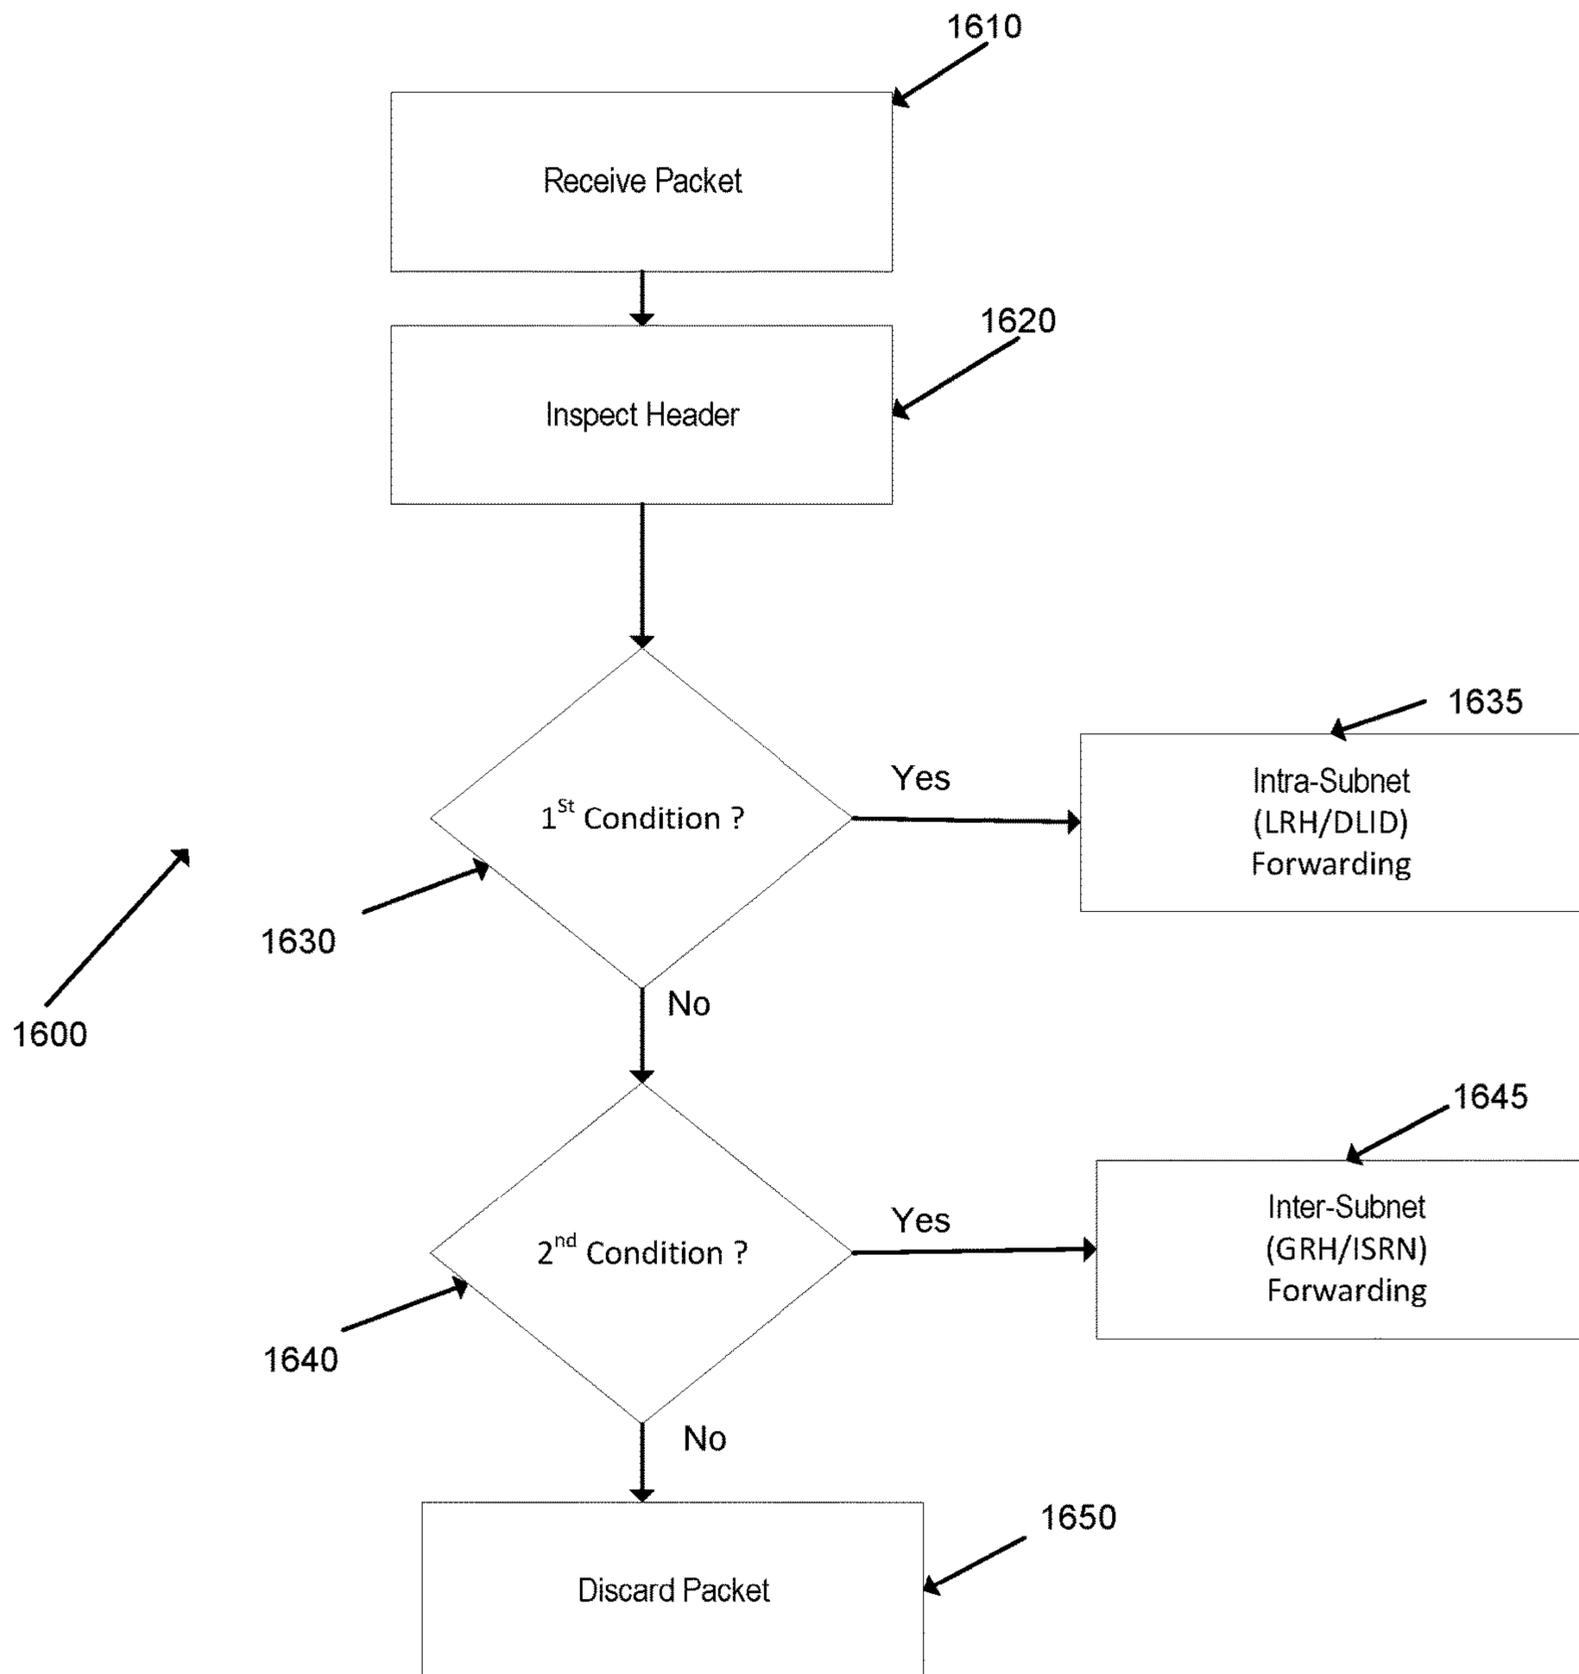 1610
Receive Packet
1620
Inspect Header
1635
Yes
Intra-Subnet
(LRH/DLID)
Forwarding
1St Condition ?
1630
No
1600
1645
Yes
Inter-Subnet
(GRH/ISRN)
Forwarding
2nd Condition ?
1640
No
1650
Discard Packet